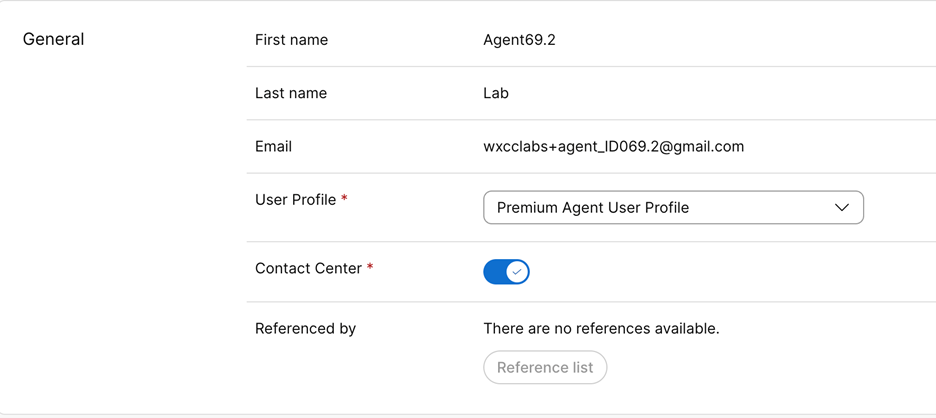 General
First name
Agent69.2
Last name
Lab
Email
wxcclabs+agent_ID069.2@gmail.com
User Profile *
Premium Agent User Profile
Contact Center *
Referenced by
There are no references available.
Reference list